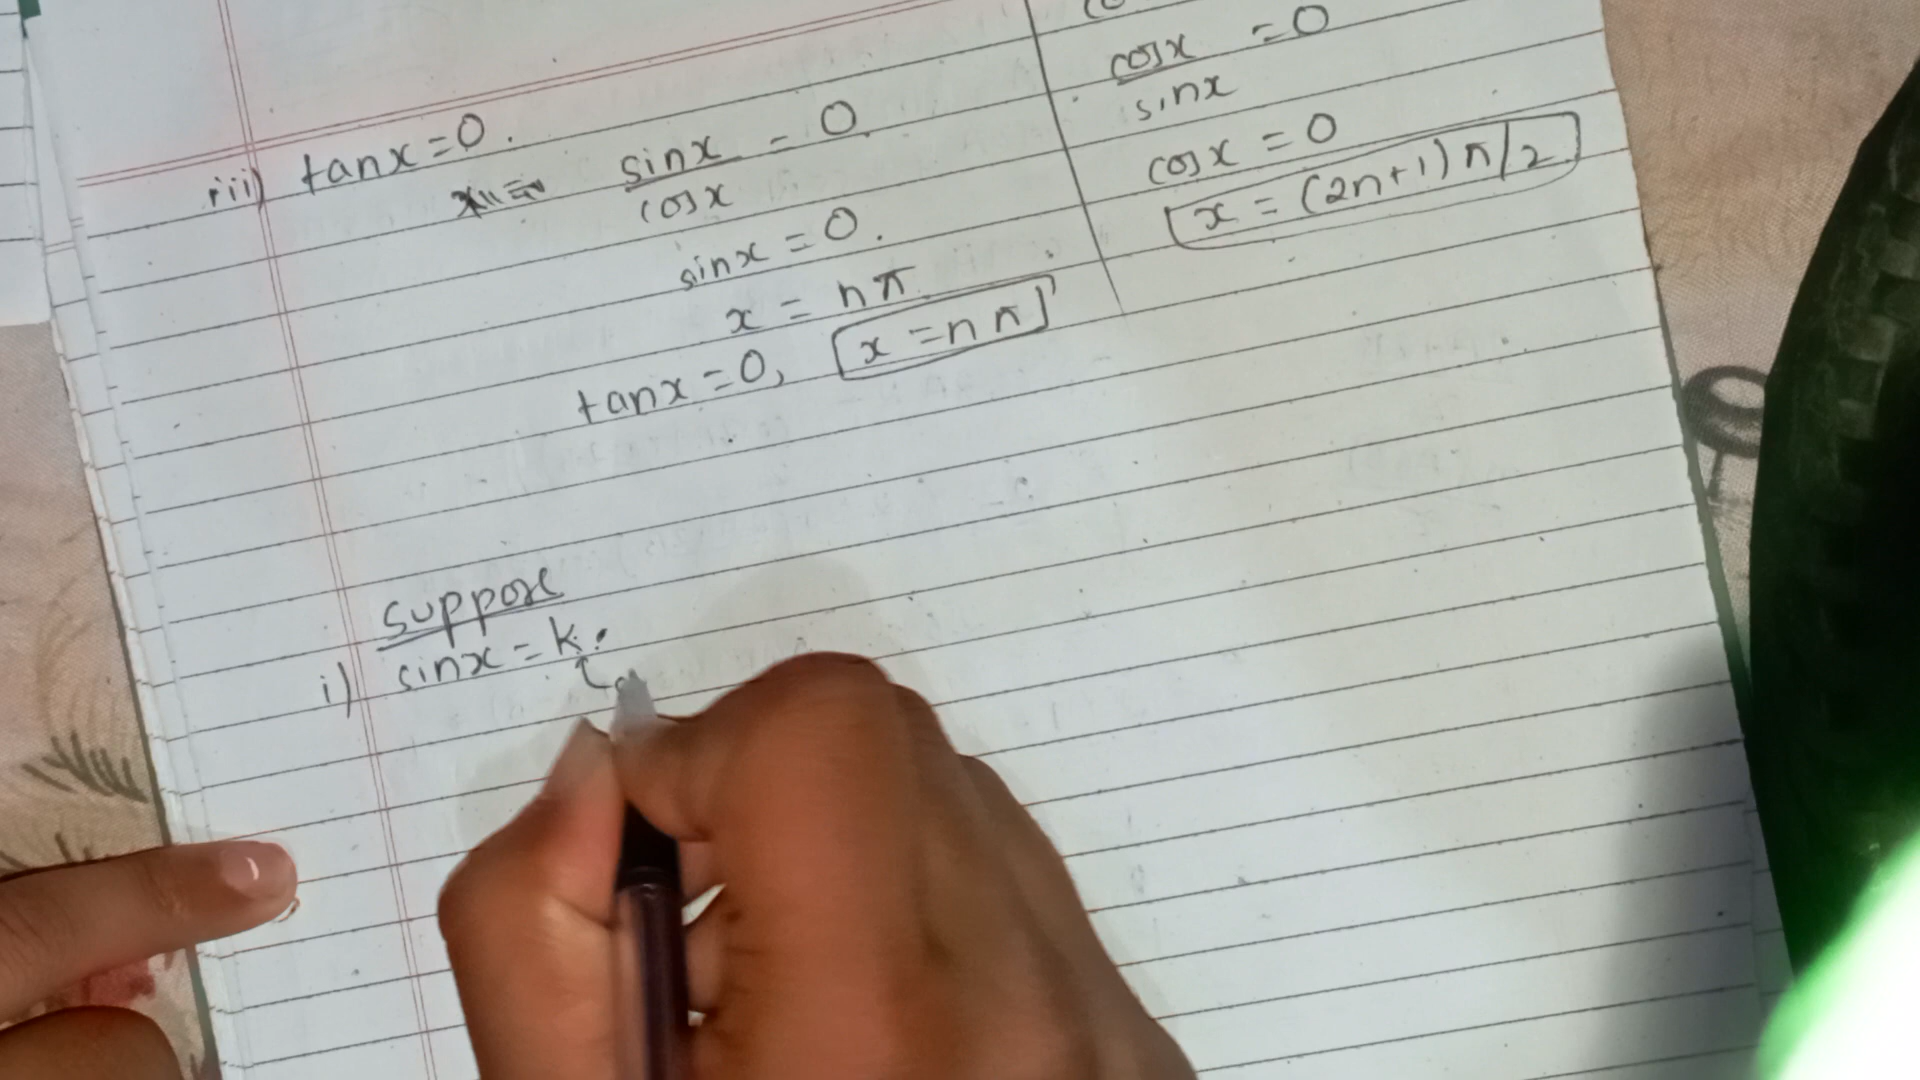 iii) tanx = 0.
sinx/cosx = 0.
sinx = 0.
x = nπ
tanx = 0, x = nπ
cosx/sinx = 0
cosx = 0
x = (2n+1)π/2
suppose
i) sinx = k.